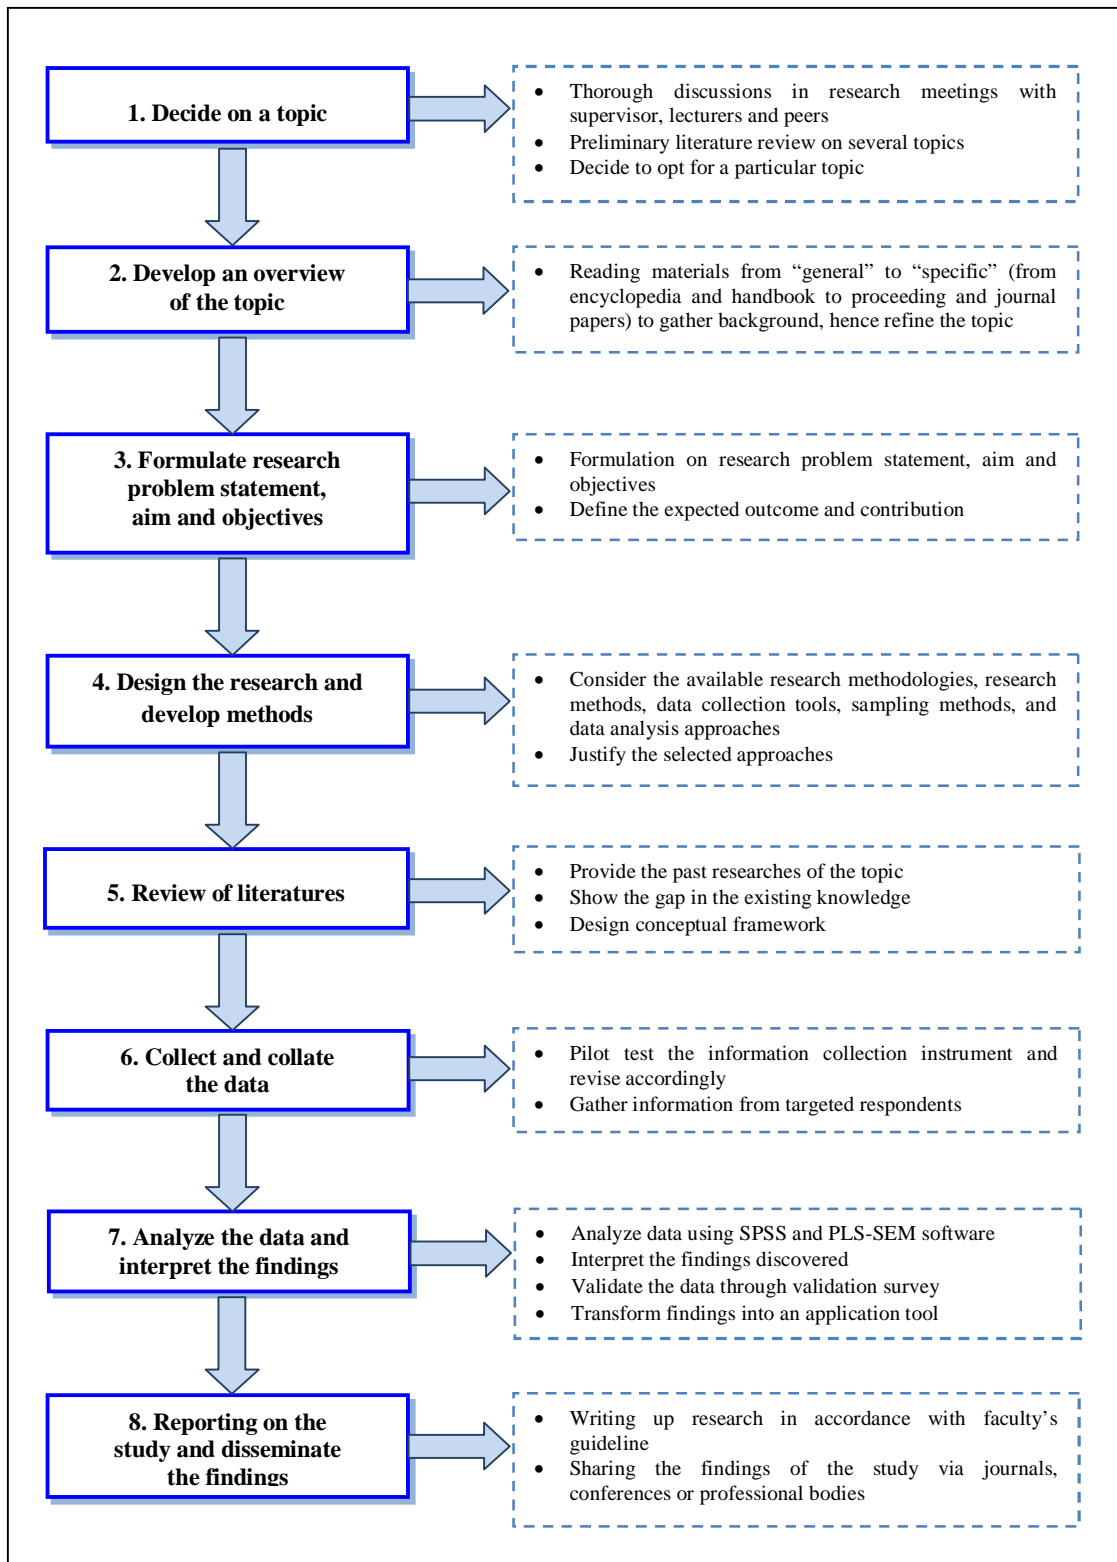 1. Decide on a topic
• Thorough discussions in research meetings with
supervisor, lecturers and peers
• Preliminary literature review on several topics
• Decide to opt for a particular topic
2. Develop an overview
of the topic
• Reading materials from “general” to “specific” (from
encyclopedia and handbook to proceeding and journal
papers) to gather background, hence refine the topic
3. Formulate research
problem statement,
aim and objectives
• Formulation on research problem statement, aim and
objectives
• Define the expected outcome and contribution
4. Design the research and
develop methods
• Consider the available research methodologies, research
methods, data collection tools, sampling methods, and
data analysis approaches
• Justify the selected approaches
5. Review of literatures
• Provide the past researches of the topic
• Show the gap in the existing knowledge
• Design conceptual framework
6. Collect and collate
the data
• Pilot test the information collection instrument and
revise accordingly
• Gather information from targeted respondents
7. Analyze the data and
interpret the findings
• Analyze data using SPSS and PLS-SEM software
• Interpret the findings discovered
• Validate the data through validation survey
• Transform findings into an application tool
8. Reporting on the
study and disseminate
the findings
• Writing up research in accordance with faculty’s
guideline
• Sharing the findings of the study via journals,
conferences or professional bodies